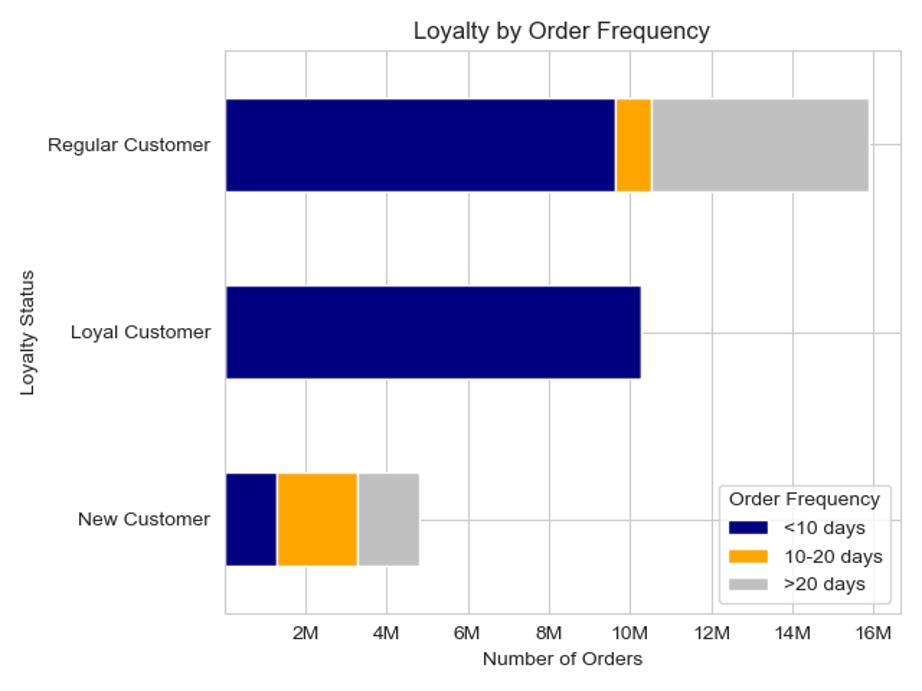 Loyalty by Order Frequency
Regular Customer
Loyal Customer
New Customer
Loyalty Status
Order Frequency
<10 days
10-20 days
>20 days
2M 4M 6M 8M 10M 12M 14M 16M
Number of Orders